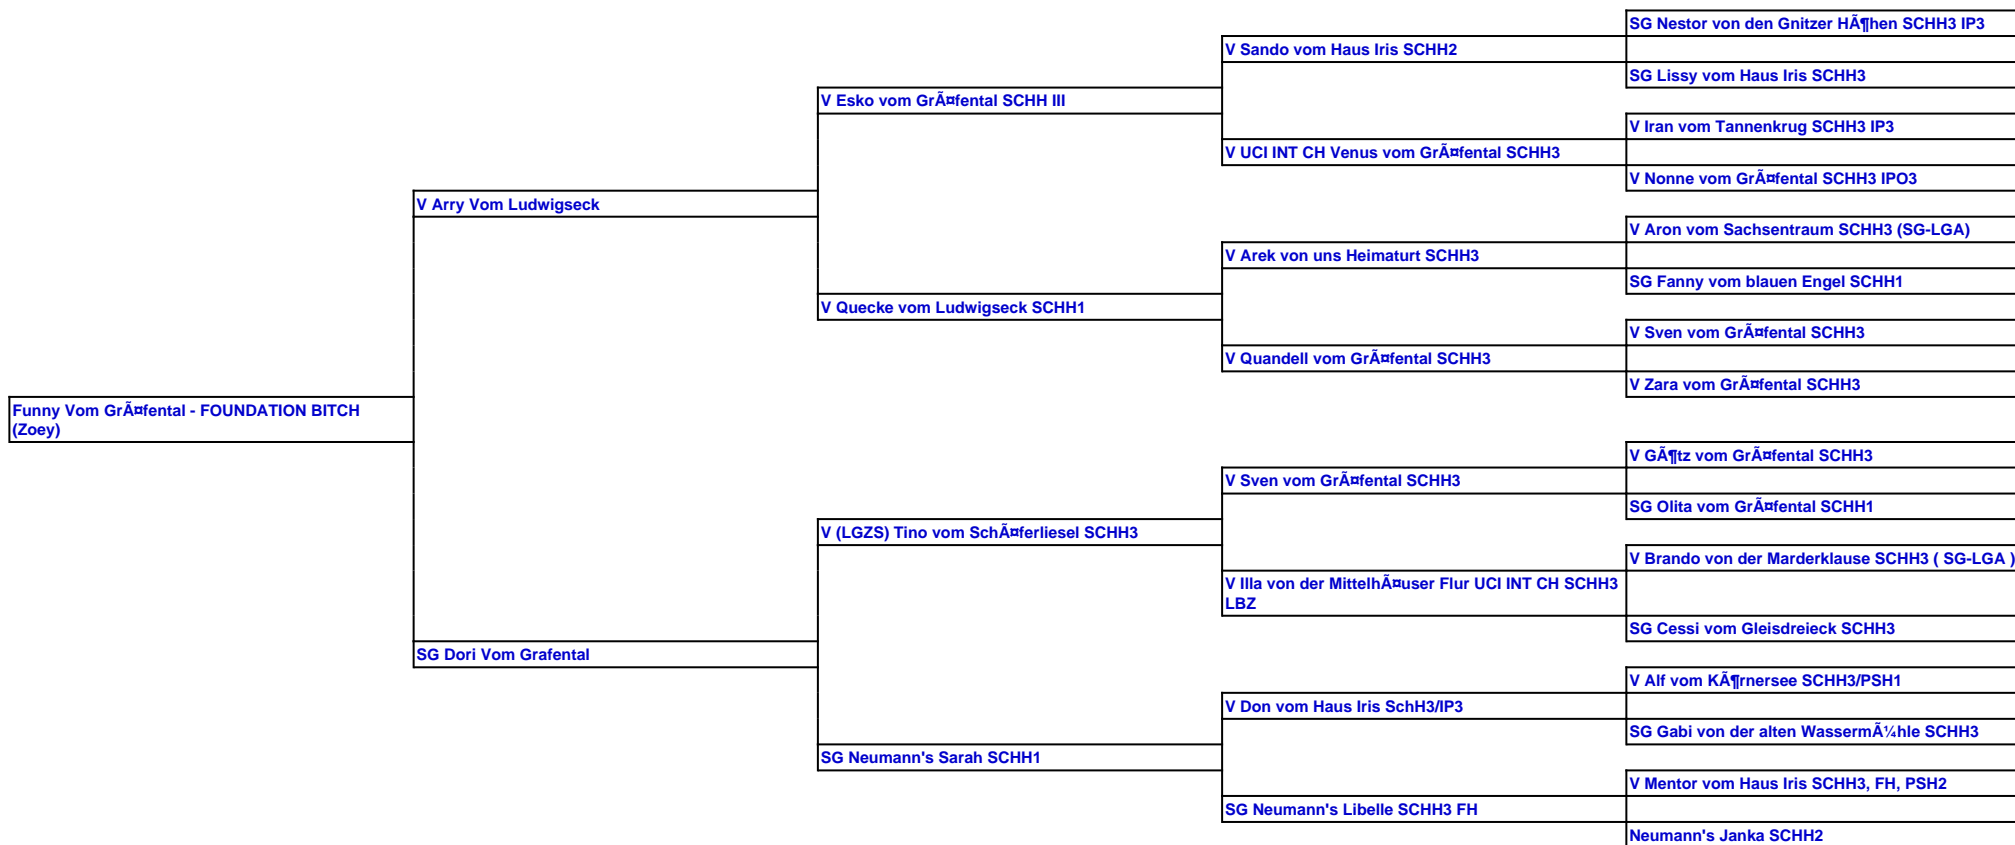 SG Nestor von den Gnitzer HÃ¶hen SCHH3 IP3
V Sando vom Haus Iris SCHH2
SG Lissy vom Haus Iris SCHH3
V Esko vom GrÃ¤fental SCHH III
V Iran vom Tannenkrug SCHH3 IP3
V UCI INT CH Venus vom GrÃ¤fental SCHH3
V Nonne vom GrÃ¤fental SCHH3 IPO3
V Arry Vom Ludwigseck
V Aron vom Sachsentraum SCHH3 (SG-LGA)
V Arek von uns Heimaturt SCHH3
SG Fanny vom blauen Engel SCHH1
V Quecke vom Ludwigseck SCHH1
V Sven vom GrÃ¤fental SCHH3
V Quandell vom GrÃ¤fental SCHH3
V Zara vom GrÃ¤fental SCHH3
Funny Vom GrÃ¤fental - FOUNDATION BITCH
(Zoey)
V GÃ¶tz vom GrÃ¤fental SCHH3
V Sven vom GrÃ¤fental SCHH3
SG Olita vom GrÃ¤fental SCHH1
V (LGZS) Tino vom SchÃ¤ferliesel SCHH3
V Brando von der Marderklause SCHH3 ( SG-LGA )
V Illa von der MittelhÃ¤user Flur UCI INT CH SCHH3
LBZ
SG Cessi vom Gleisdreieck SCHH3
SG Dori Vom Grafental
V Alf vom KÃ¶rnersee SCHH3/PSH1
V Don vom Haus Iris SchH3/IP3
SG Gabi von der alten WassermÃ¼hle SCHH3
SG Neumann's Sarah SCHH1
V Mentor vom Haus Iris SCHH3, FH, PSH2
SG Neumann's Libelle SCHH3 FH
Neumann's Janka SCHH2